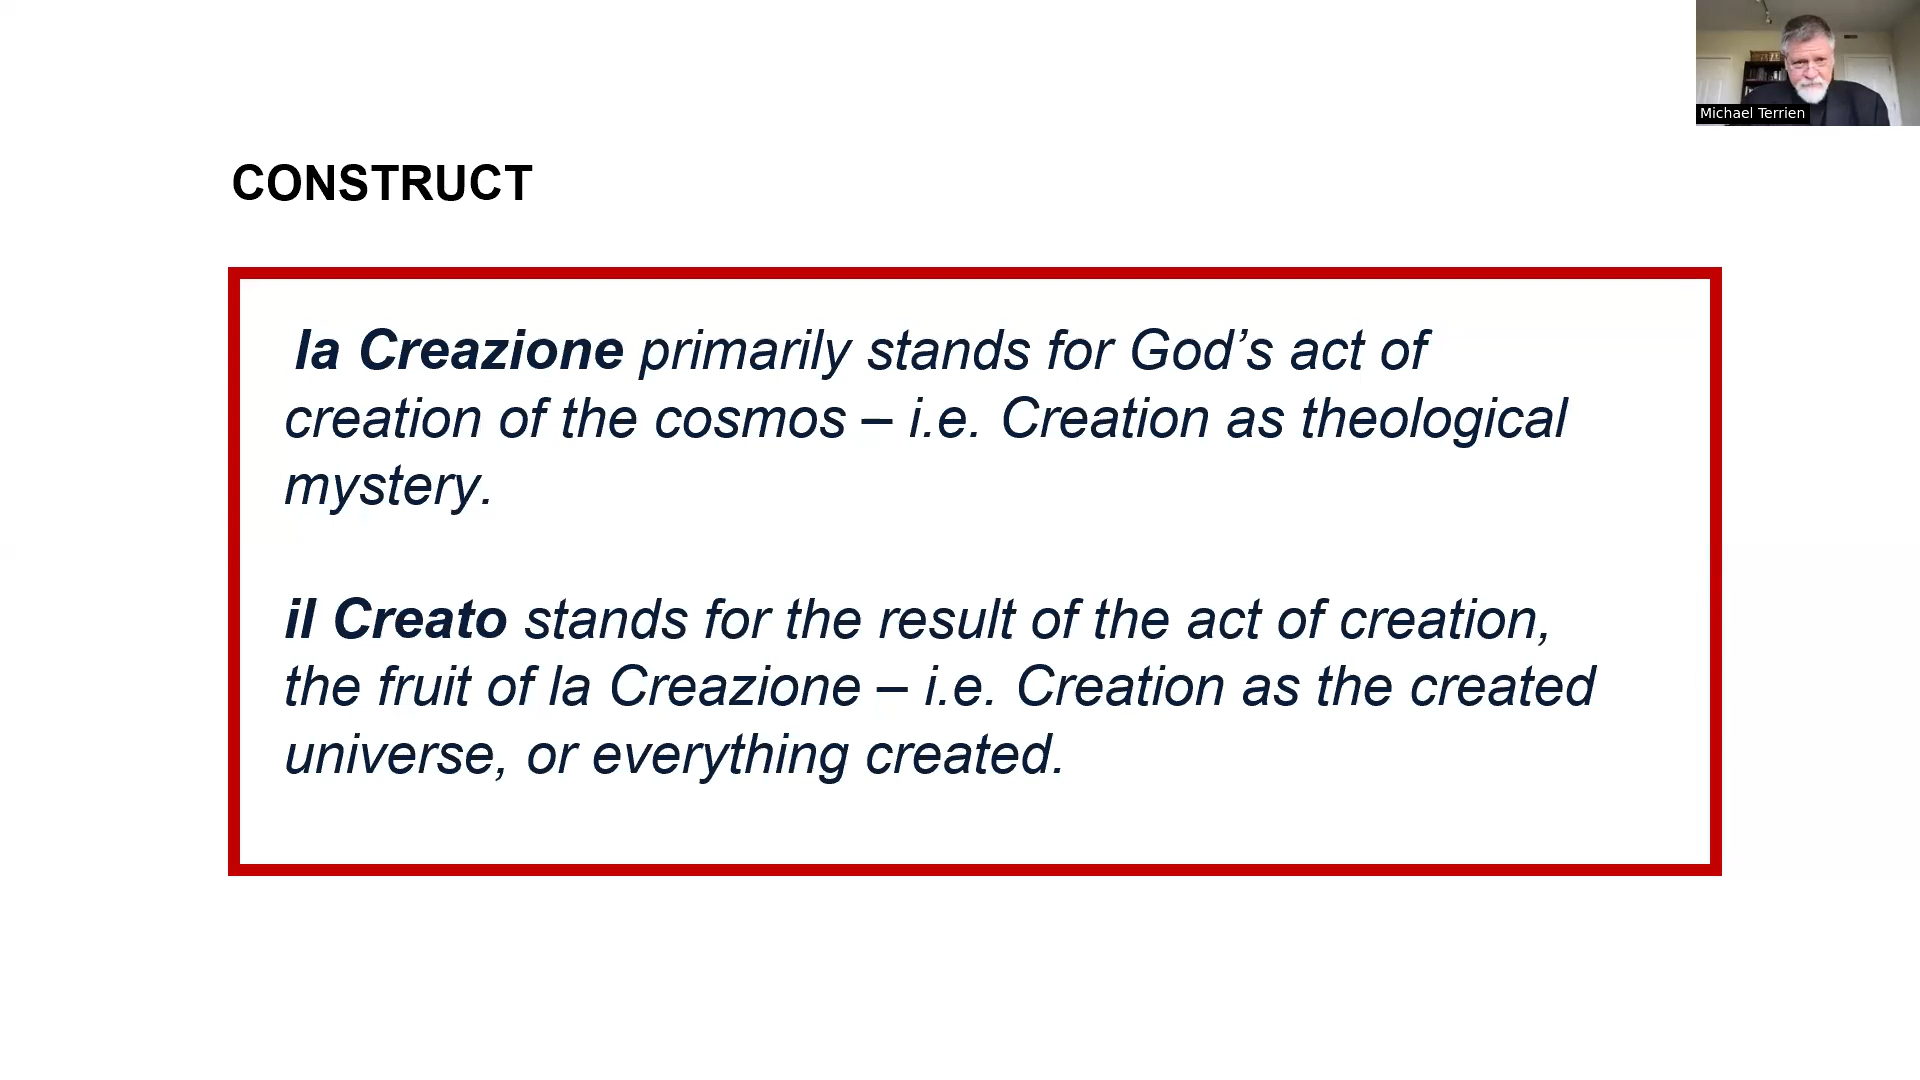 Michael Terrien
CONSTRUCT
la Creazione primarily stands for God’s act of
creation of the cosmos – i.e. Creation as theological
mystery.
il Creato stands for the result of the act of creation,
the fruit of la Creazione – i.e. Creation as the created
universe, or everything created.